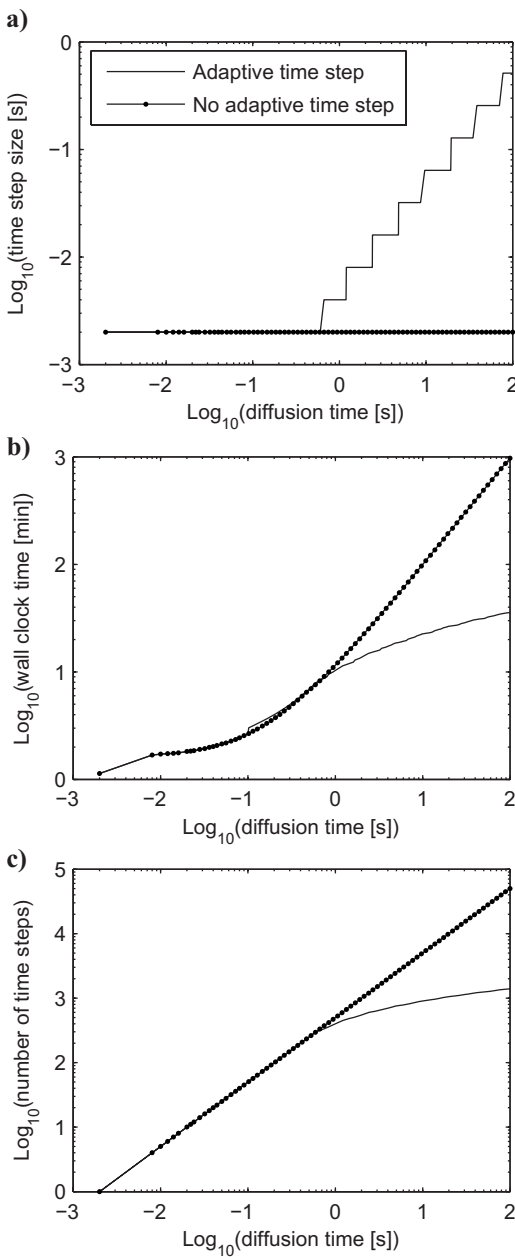 a)
Log10(time step size [s])
0
−1
−2
−3
Adaptive time step
No adaptive time step
−3 −2 −1 0 1 2
Log10(diffusion time [s])
b)
Log10(wall clock time [min])
3
2
1
0
−3 −2 −1 0 1 2
Log10(diffusion time [s])
c)
Log10(number of time steps)
5
4
3
2
1
0
−3 −2 −1 0 1 2
Log10(diffusion time [s])